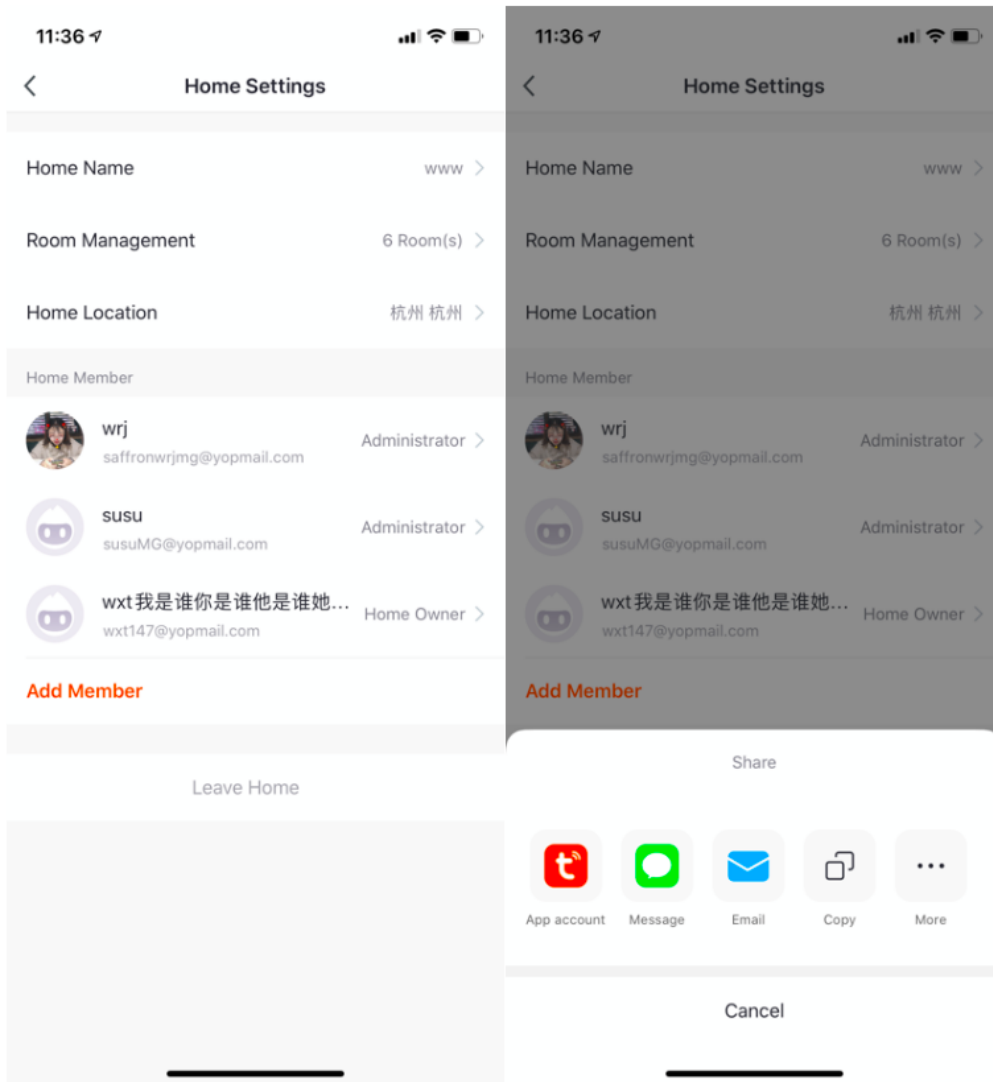 11:36
Home Settings
Home Name
www
Room Management
6 Room(s)
Home Location
杭州 杭州
Home Member
wrj
saffronwrjmg@yopmail.com
Administrator
susu
susuMG@yopmail.com
Administrator
wxt我是谁你是谁他是谁她...
wxt147@yopmail.com
Home Owner
Add Member
Leave Home
11:36
Home Settings
Home Name
www
Room Management
6 Room(s)
Home Location
杭州 杭州
Home Member
wrj
saffronwrjmg@yopmail.com
Administrator
susu
susuMG@yopmail.com
Administrator
wxt我是谁你是谁他是谁她...
wxt147@yopmail.com
Home Owner
Add Member
Share
App account
Message
Email
Copy
More
Cancel